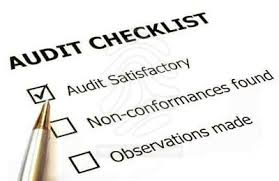 AUDIT CHECKLIST
Audit Satisfactory
Non-conformances found
Observations made